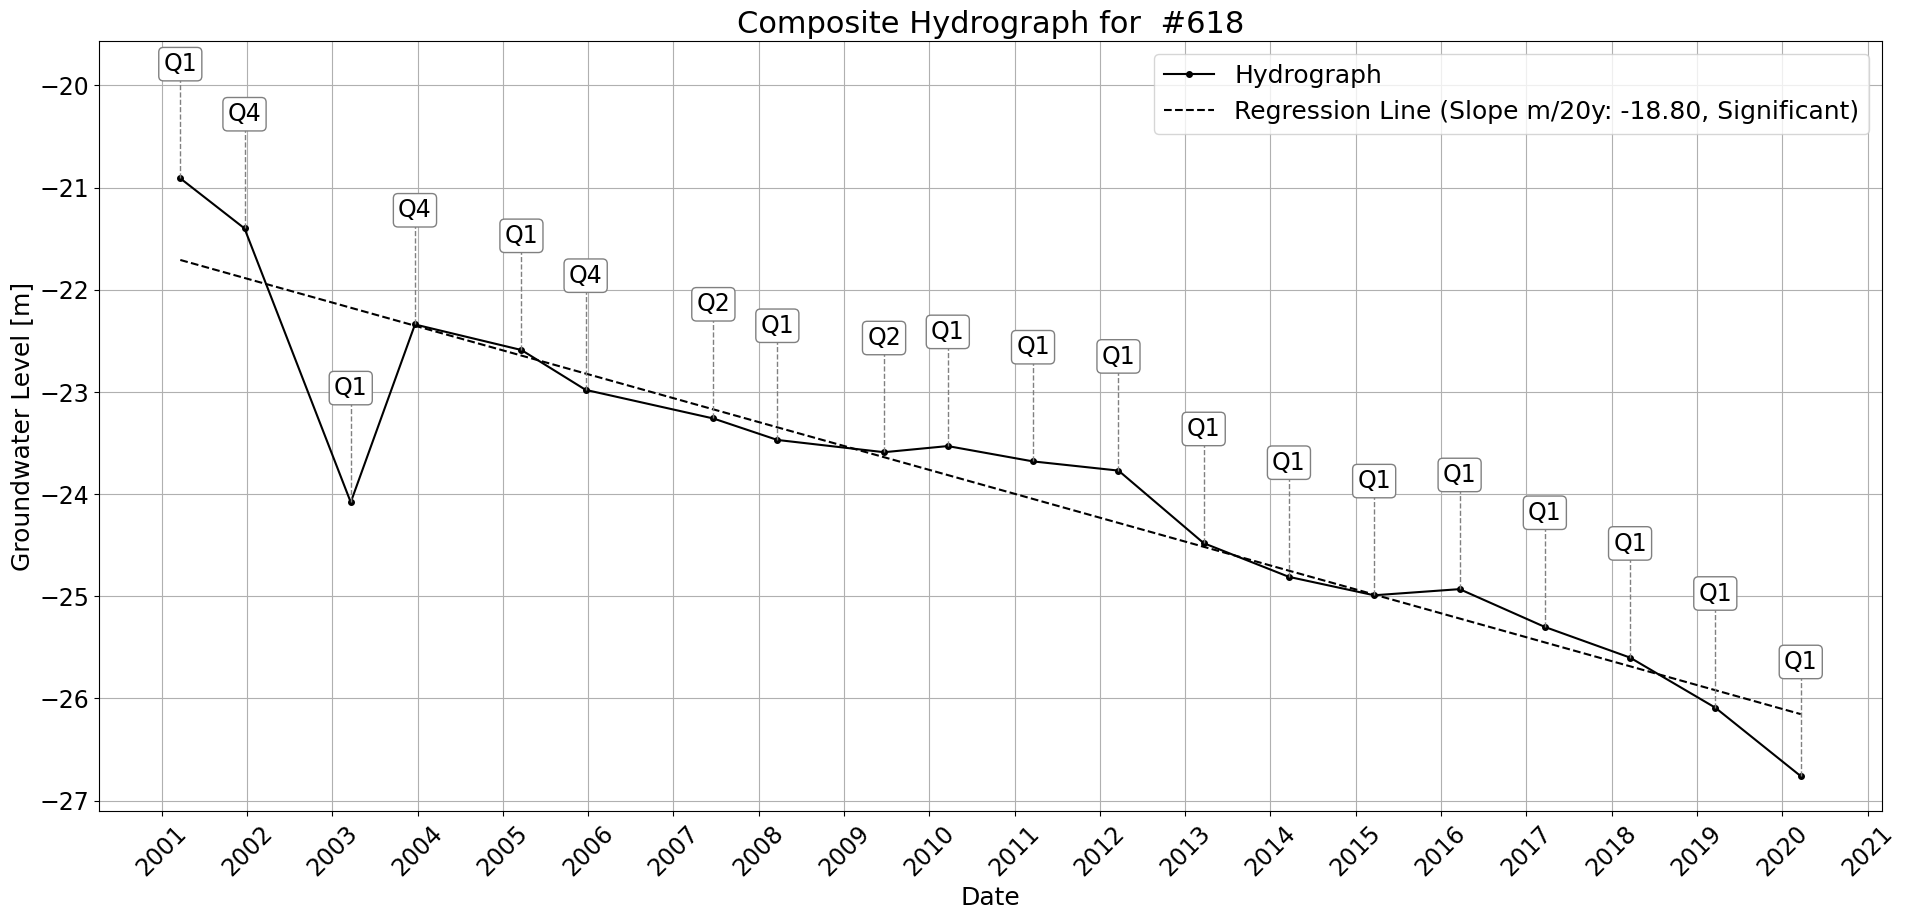 Composite Hydrograph for  #618
Hydrograph
Regression Line (Slope m/20y: -18.80, Significant)
Groundwater Level [m]
−20
−21
−22
−23
−24
−25
−26
−27
Q1
Q4
Q1
Q4
Q1
Q4
Q2
Q1
Q2
Q1
Q1
Q1
Q1
Q1
Q1
Q1
Q1
Q1
Q1
Q1
2001
2002
2003
2004
2005
2006
2007
2008
2009
2010
2011
2012
2013
2014
2015
2016
2017
2018
2019
2020
2021
Date